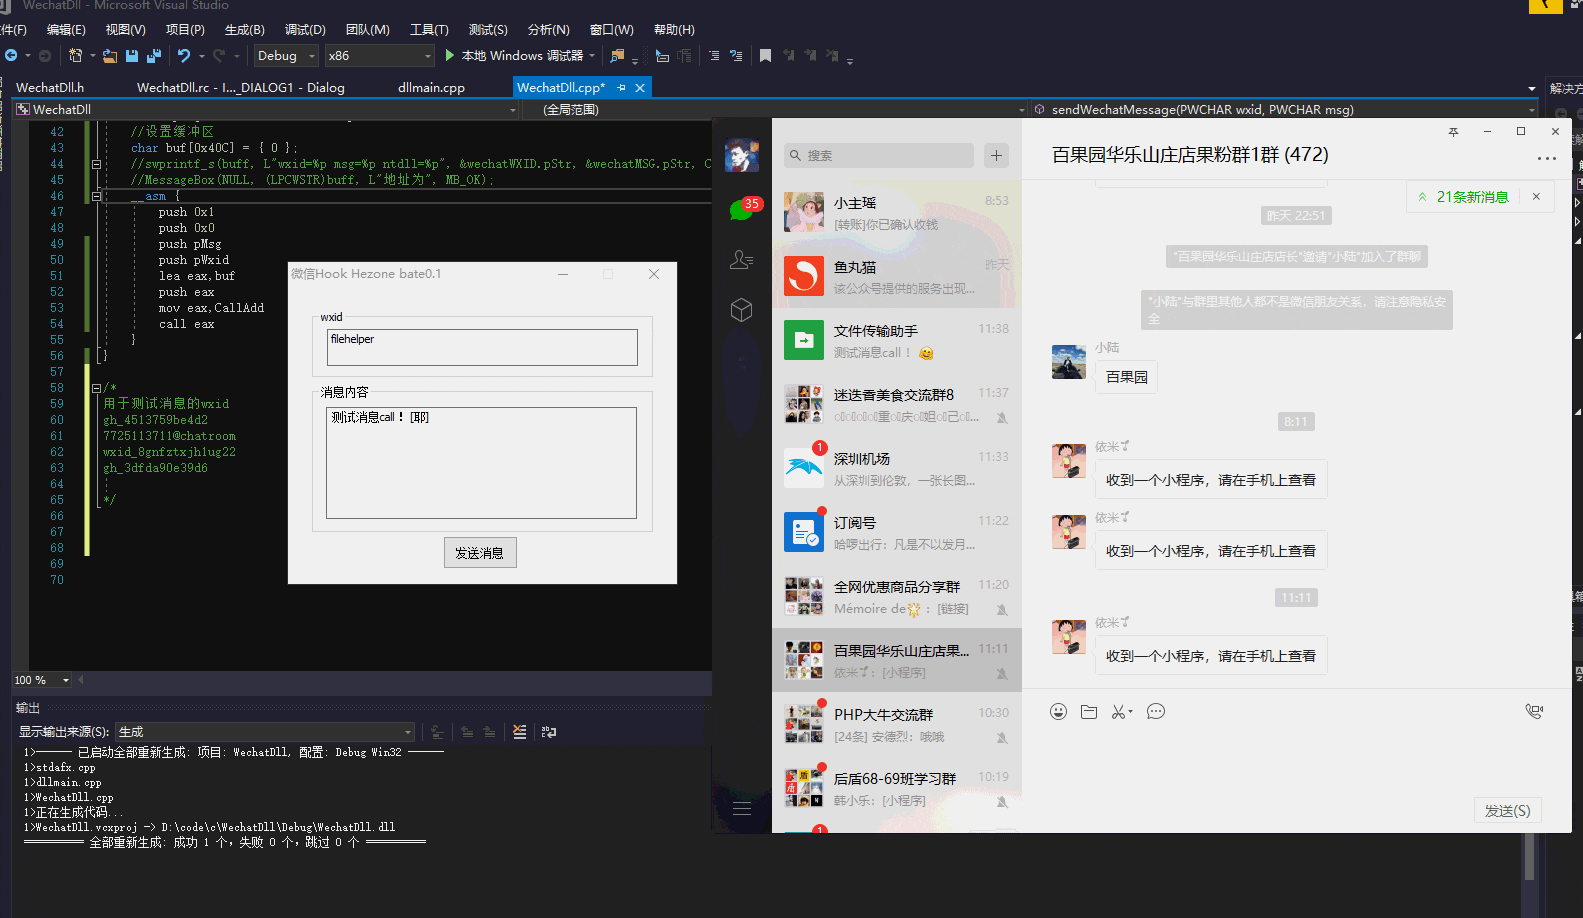 WechatDll - Microsoft Visual Studio
件(F) 编辑(E) 视图(V) 项目(P) 生成(B) 调试(D) 团队(M) 工具(T) 测试(S) 分析(N) 窗口(W) 帮助(H)
Debug x86 本地 Windows 调试器
WechatDll.h WechatDll.rc - I..._DIALOG1 - Dialog dllmain.cpp WechatDll.cpp*
解决方
WechatDll (全局范围) sendWechatMessage(PWCHAR wxid, PWCHAR msg)
42 //设置缓冲区
43 char buf[0x40C] = { 0 };
44 //swprintf_s(buff, L"wxid=%p msg=%p ntdll=%p", &wechatWXID.pStr, &wechatMSG.pStr, C
45 //MessageBox(NULL, (LPCWSTR)buff, L"地址为", MB_OK);
46 __asm {
47 push 0x1
48 push 0x0
49 push pMsg
50 push pWxid
51 lea eax,buf
52 push eax
53 mov eax,CallAdd
54 call eax
55 }
56 }
57
58 /*
59 用于测试消息的wxid
60 gh_4513759be4d2
61 7725113711@chatroom
62 wxid_8gnfztxjh1ug22
63 gh_3dfda90e39d6
64
65 */
66
67
68
69
70
100 %
输出
显示输出来源(S): 生成
1>------ 已启动全部重新生成: 项目: WechatDll, 配置: Debug Win32 ------
1>stdafx.cpp
1>dllmain.cpp
1>WechatDll.cpp
1>正在生成代码...
1>WechatDll.vcxproj -> D:\code\c\WechatDll\Debug\WechatDll.dll
========== 全部重新生成: 成功 1 个，失败 0 个，跳过 0 个 ==========
微信Hook Hezone bate0.1
wxid
filehelper
消息内容
测试消息call！ [耶]
发送消息
35
搜索
小主瑶 8:53
[转账]你已确认收钱
鱼丸猫 昨天
该公众号提供的服务出现...
文件传输助手 11:38
测试消息call！
迷迭香美食交流群8 11:37
重庆妲己...
1
深圳机场 11:33
从深圳到伦敦，一张长图...
订阅号 11:22
哈啰出行：凡是不以发月...
全网优惠商品分享群 11:20
Mémoire de ：[链接]
百果园华乐山庄店果... 11:11
依米：[小程序]
PHP大牛交流群 10:30
[24条] 安德烈：哦哦
后盾68-69班学习群 10:19
韩小乐：[小程序]
1
百果园华乐山庄店果粉群1群 (472)
21条新消息
昨天 22:51
"百果园华乐山庄店店长"邀请"小陆"加入了群聊
"小陆"与群里其他人都不是微信朋友关系，请注意隐私安
全
小陆
百果园
8:11
依米
收到一个小程序，请在手机上查看
依米
收到一个小程序，请在手机上查看
11:11
依米
收到一个小程序，请在手机上查看
发送(S)